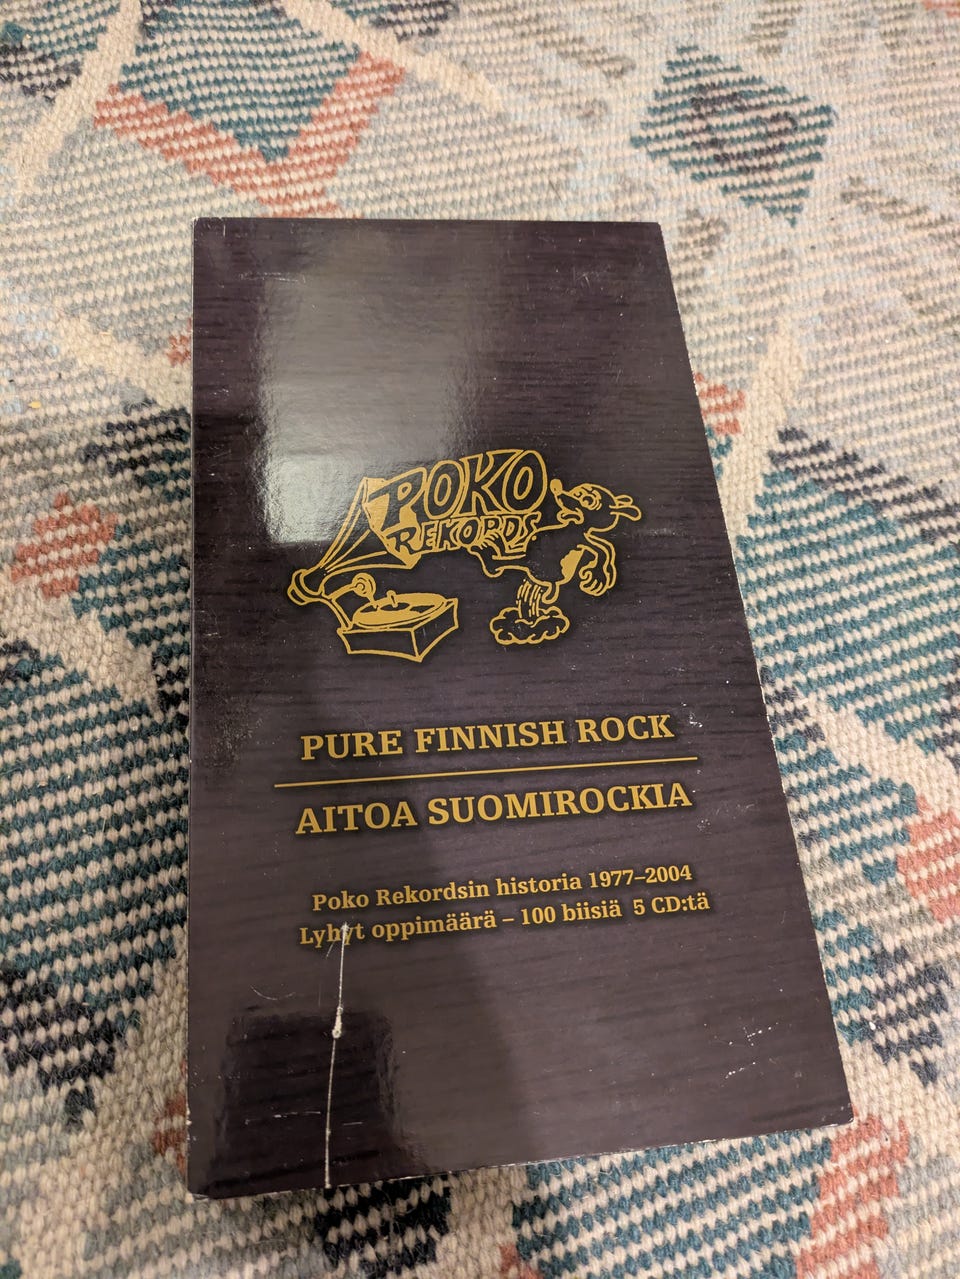 POKO
REKORDS
PURE FINNISH ROCK
AITOA SUOMIROCKIA
Poko Rekordsin historia 1977–2004
Lyhyt oppimäärä – 100 biisiä 5 CD:tä